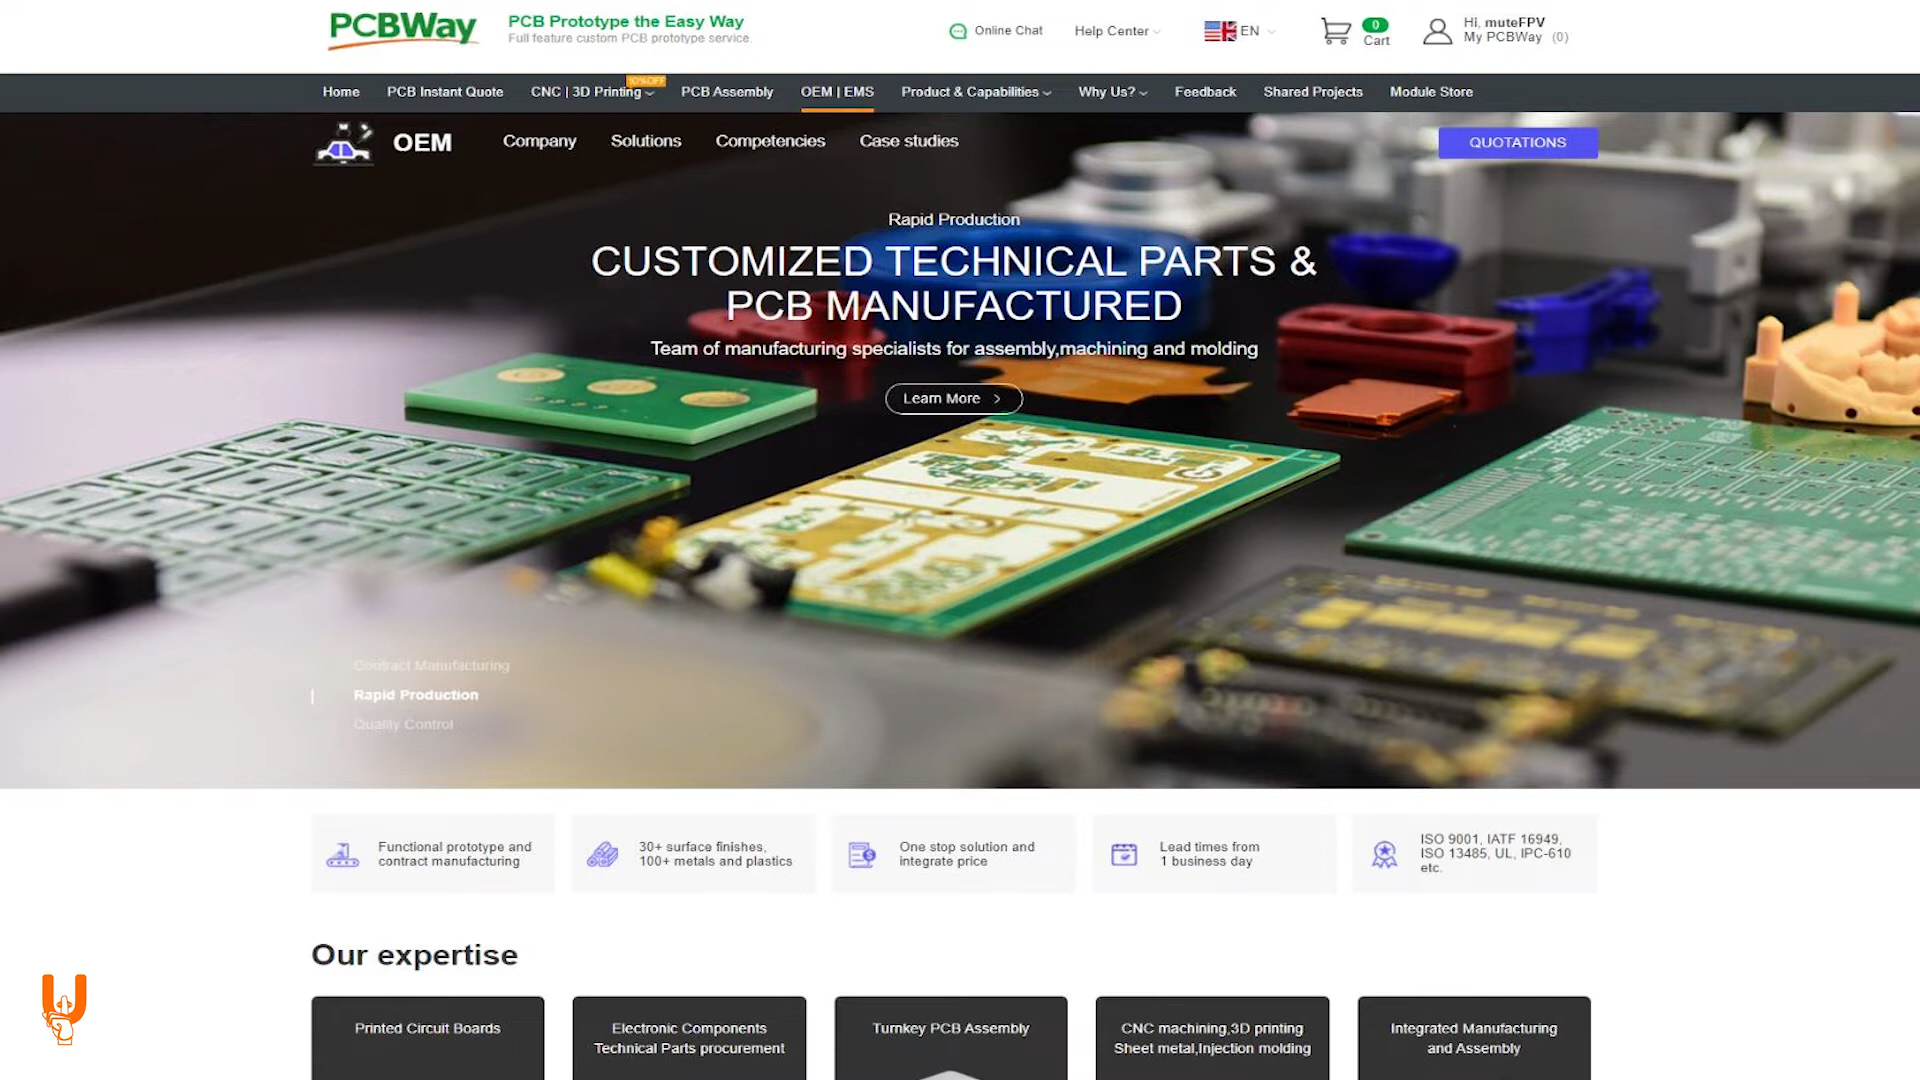 PCBWay
PCB Prototype the Easy Way
Full feature custom PCB prototype service.
Online Chat
Help Center
EN
0
Cart
Hi, muteFPV
My PCBWay (0)
Home
PCB Instant Quote
CNC | 3D Printing
10%OFF
PCB Assembly
OEM | EMS
Product & Capabilities
Why Us?
Feedback
Shared Projects
Module Store
OEM
Company
Solutions
Competencies
Case studies
QUOTATIONS
Rapid Production
CUSTOMIZED TECHNICAL PARTS &
PCB MANUFACTURED
Team of manufacturing specialists for assembly,machining and molding
Learn More
Contract Manufacturing
Rapid Production
Quality Control
Functional prototype and
contract manufacturing
30+ surface finishes,
100+ metals and plastics
One stop solution and
integrate price
Lead times from
1 business day
ISO 9001, IATF 16949,
ISO 13485, UL, IPC-610
etc.
Our expertise
Printed Circuit Boards
Electronic Components
Technical Parts procurement
Turnkey PCB Assembly
CNC machining,3D printing
Sheet metal,Injection molding
Integrated Manufacturing
and Assembly